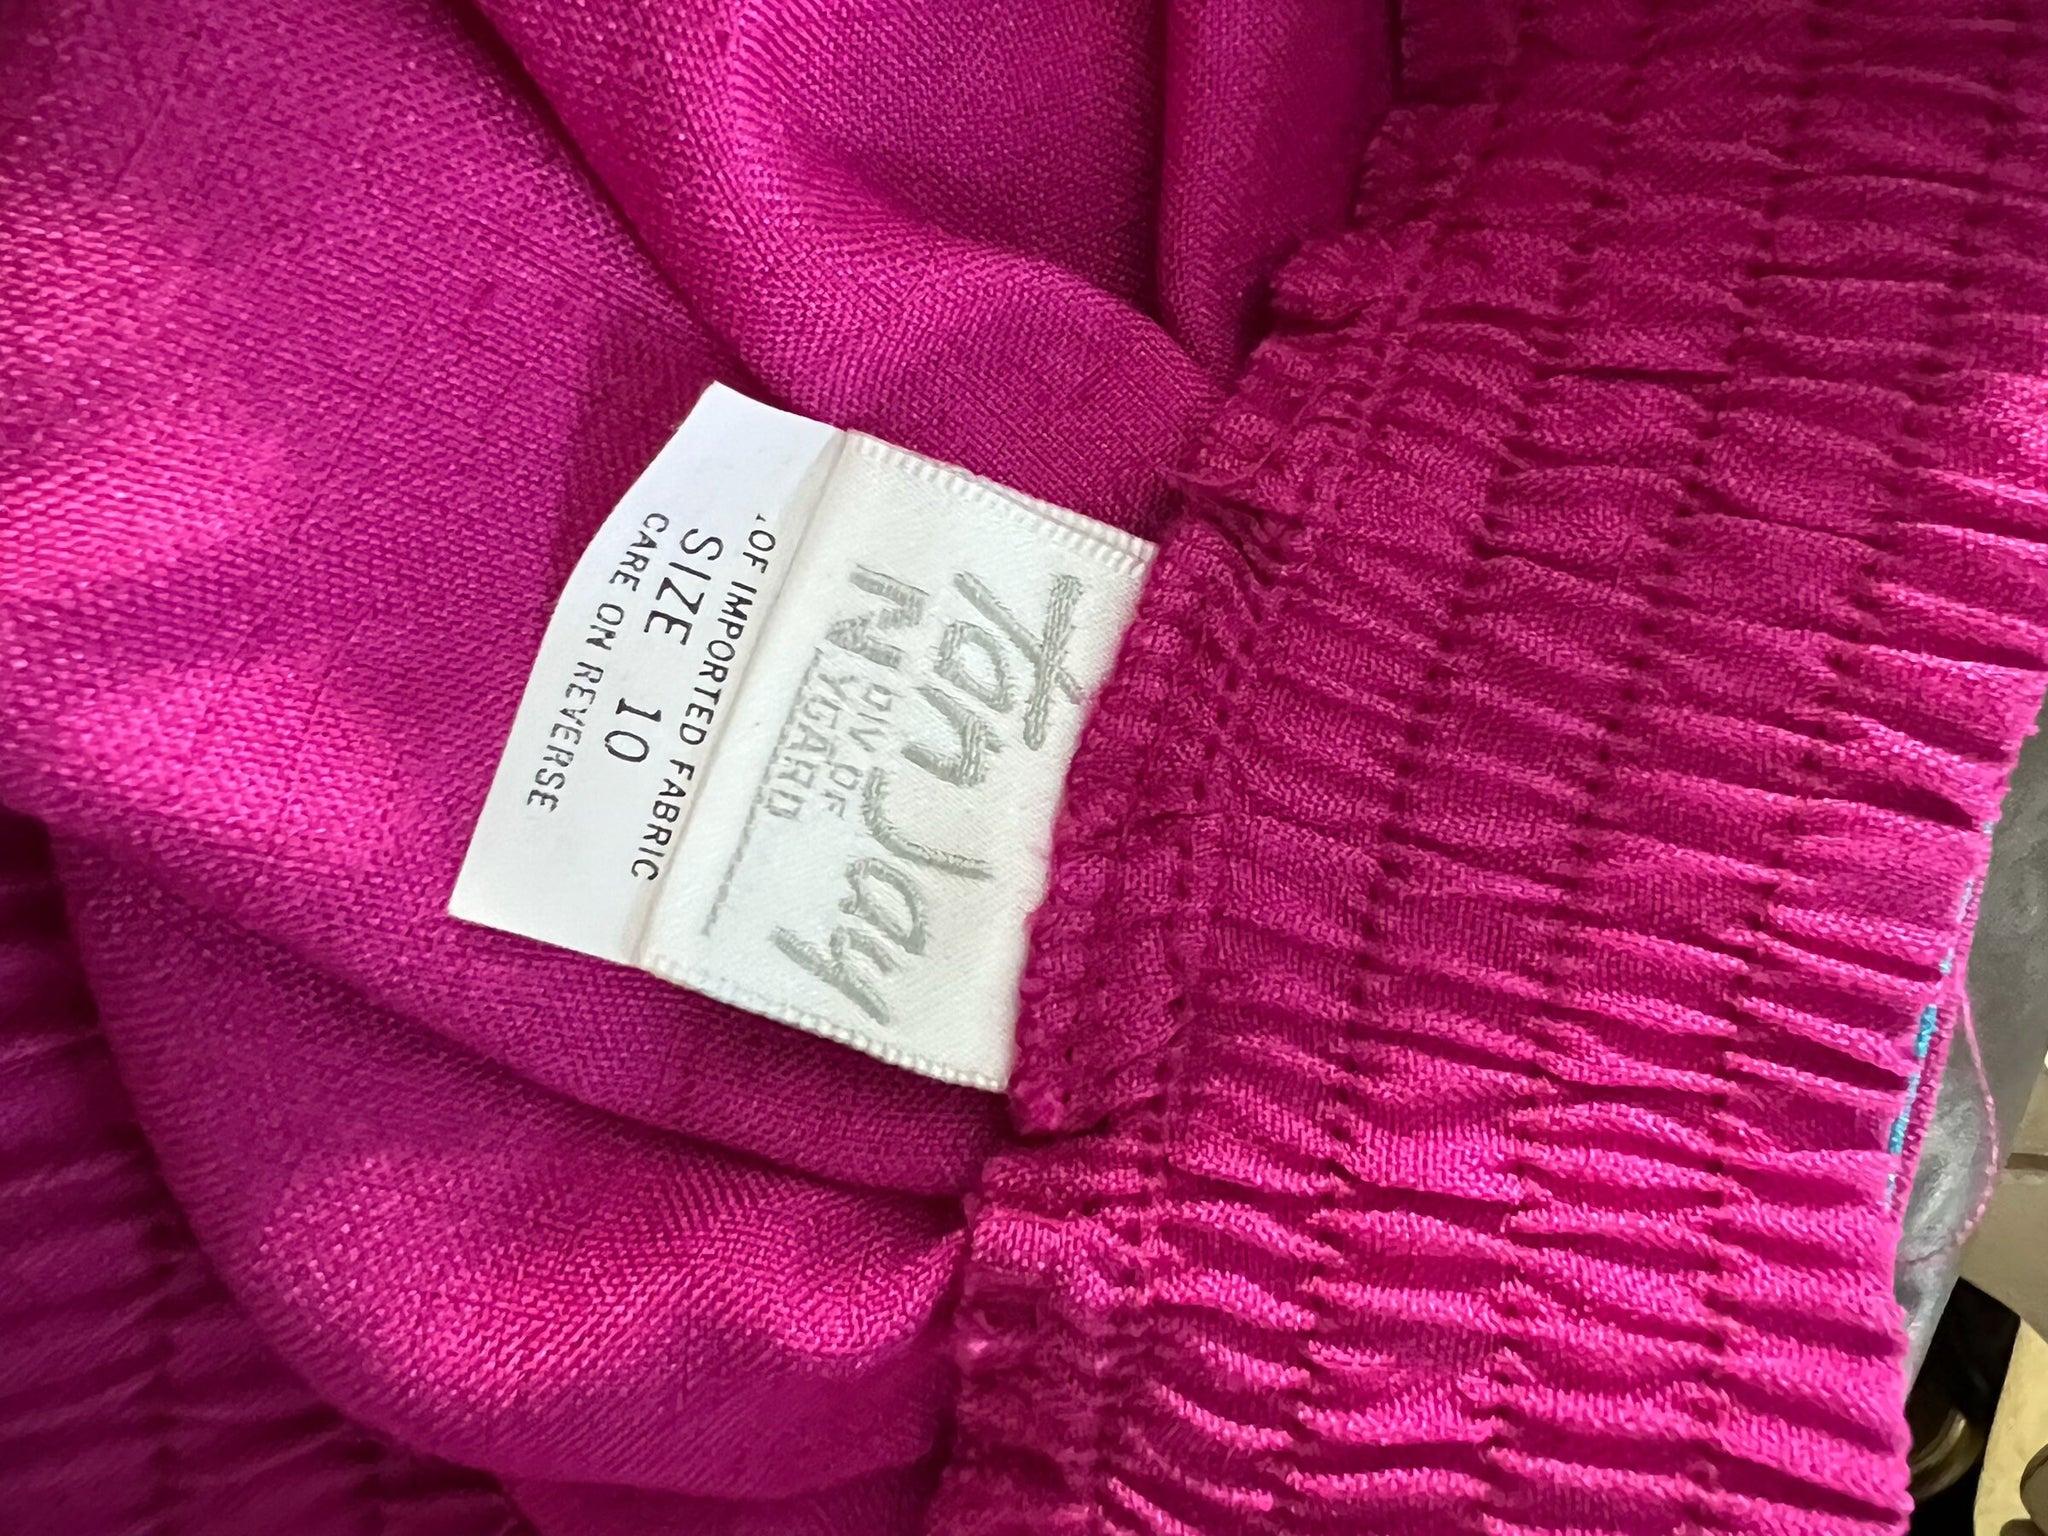 Tan Jay
DIV OF
NYGARD
OF IMPORTED FABRIC
SIZE 10
CARE ON REVERSE